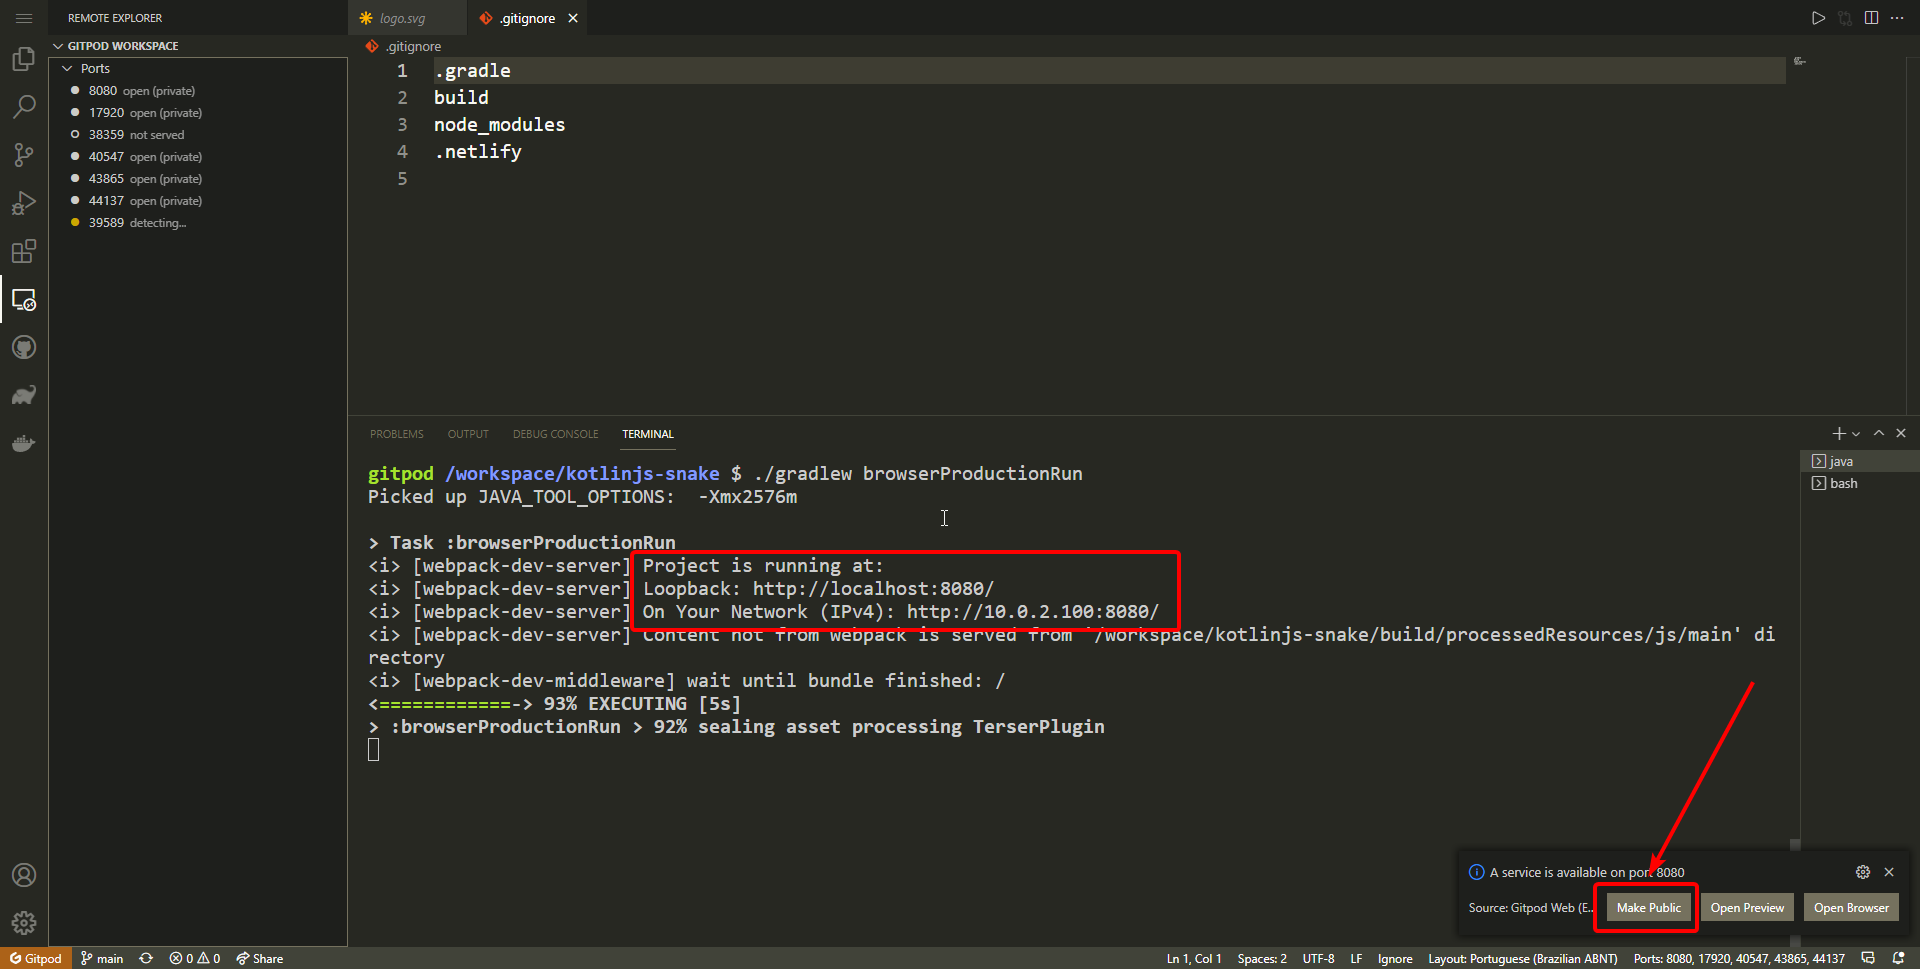 REMOTE EXPLORER
GITPOD WORKSPACE
Ports
8080 open (private)
17920 open (private)
38359 not served
40547 open (private)
43865 open (private)
44137 open (private)
39589 detecting...
logo.svg
.gitignore
.gitignore
1 .gradle
2 build
3 node_modules
4 .netlify
5
PROBLEMS OUTPUT DEBUG CONSOLE TERMINAL
gitpod /workspace/kotlinjs-snake $ ./gradlew browserProductionRun
Picked up JAVA_TOOL_OPTIONS:  -Xmx2576m
> Task :browserProductionRun
<i> [webpack-dev-server] Project is running at:
<i> [webpack-dev-server] Loopback: http://localhost:8080/
<i> [webpack-dev-server] On Your Network (IPv4): http://10.0.2.100:8080/
<i> [webpack-dev-server] Content not from webpack is served from '/workspace/kotlinjs-snake/build/processedResources/js/main' di
rectory
<i> [webpack-dev-middleware] wait until bundle finished: /
<============-> 93% EXECUTING [5s]
> :browserProductionRun > 92% sealing asset processing TerserPlugin
java
bash
A service is available on port 8080
Source: Gitpod Web (E...
Make Public
Open Preview
Open Browser
Gitpod main 0 0 Share
Ln 1, Col 1 Spaces: 2 UTF-8 LF Ignore Layout: Portuguese (Brazilian ABNT) Ports: 8080, 17920, 40547, 43865, 44137